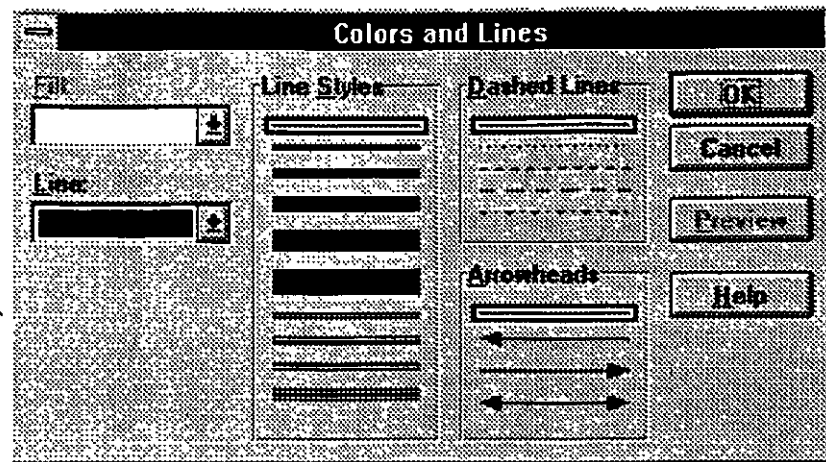 Colors and Lines
Fill:
Line:
Line Styles
Dashed Lines
Arrowheads
OK
Cancel
Preview
Help